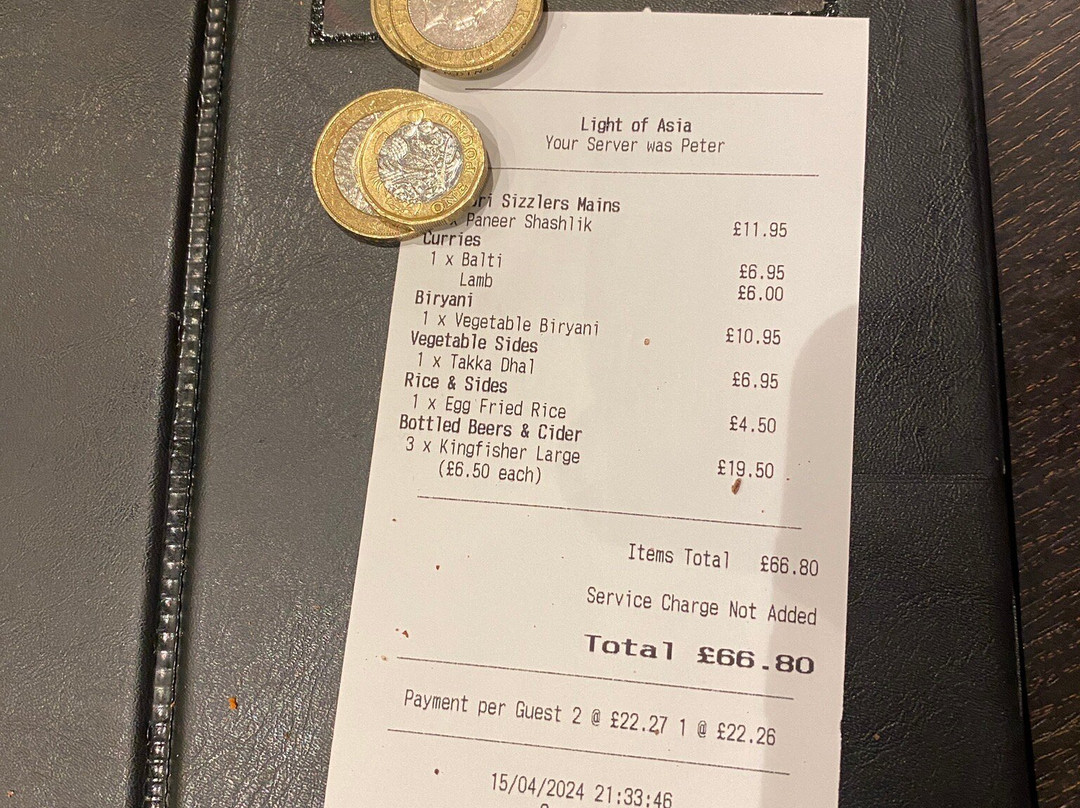 Light of Asia
Your Server was Peter
Sizzlers Mains
Paneer Shashlik £11.95
Curries
1 x Balti £6.95
Lamb £6.00
Biryani
1 x Vegetable Biryani £10.95
Vegetable Sides
1 x Takka Dhal £6.95
Rice & Sides
1 x Egg Fried Rice £4.50
Bottled Beers & Cider
3 x Kingfisher Large £19.50
(£6.50 each)
Items Total £66.80
Service Charge Not Added
Total £66.80
Payment per Guest 2 @ £22.27 1 @ £22.26
15/04/2024 21:33:46